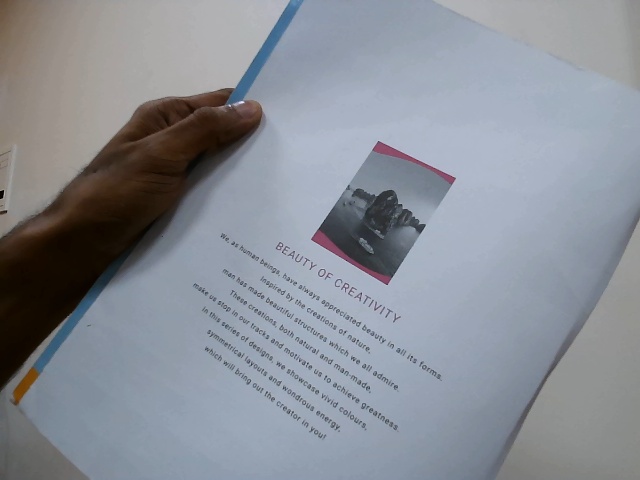 BEAUTY OF CREATIVITY
We, as human beings, have always appreciated beauty in all its forms.
Inspired by the creations of nature,
man has made beautiful structures which we all admire.
These creations, both natural and man-made,
make us stop in our tracks and motivate us to achieve greatness.
In this series of designs, we showcase vivid colours,
symmetrical layouts and wondrous energy,
which will bring out the creator in you!